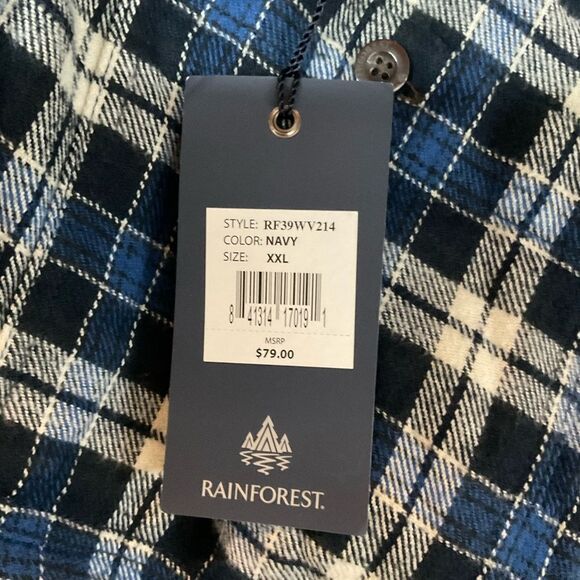 STYLE: RF39WV214
COLOR: NAVY
SIZE: XXL
8 41314 17019 1
MSRP
$79.00
RAINFOREST®